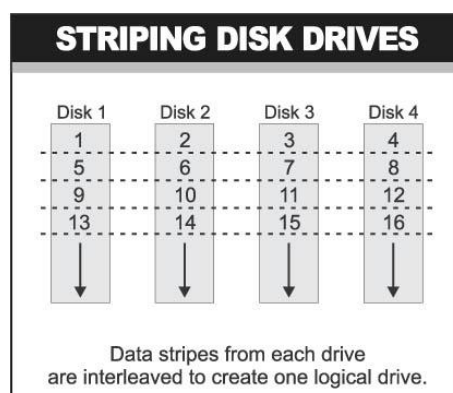 STRIPING DISK DRIVES
Disk 1 Disk 2 Disk 3 Disk 4
1 2 3 4
5 6 7 8
9 10 11 12
13 14 15 16
Data stripes from each drive
are interleaved to create one logical drive.